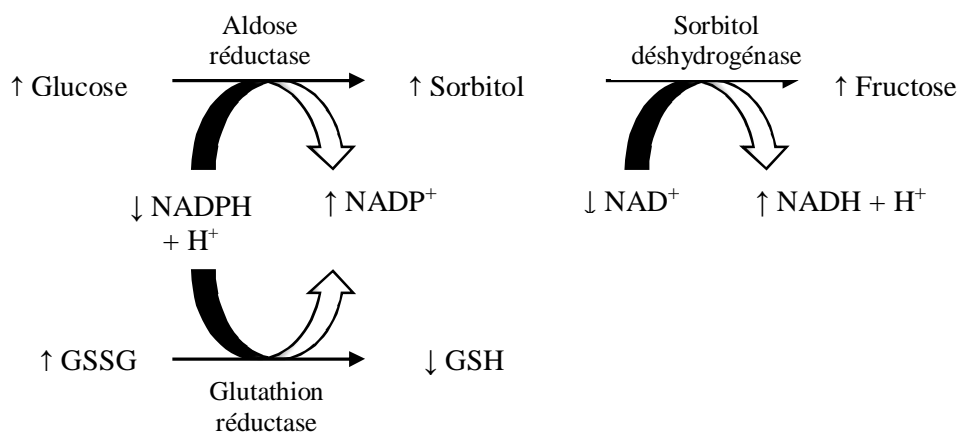 Aldose
réductase
Sorbitol
déshydrogénase
↑ Glucose
↑ Sorbitol
↑ Fructose
↓ NADPH
+ H⁺
↑ NADP⁺
↓ NAD⁺
↑ NADH + H⁺
↑ GSSG
↓ GSH
Glutathion
réductase